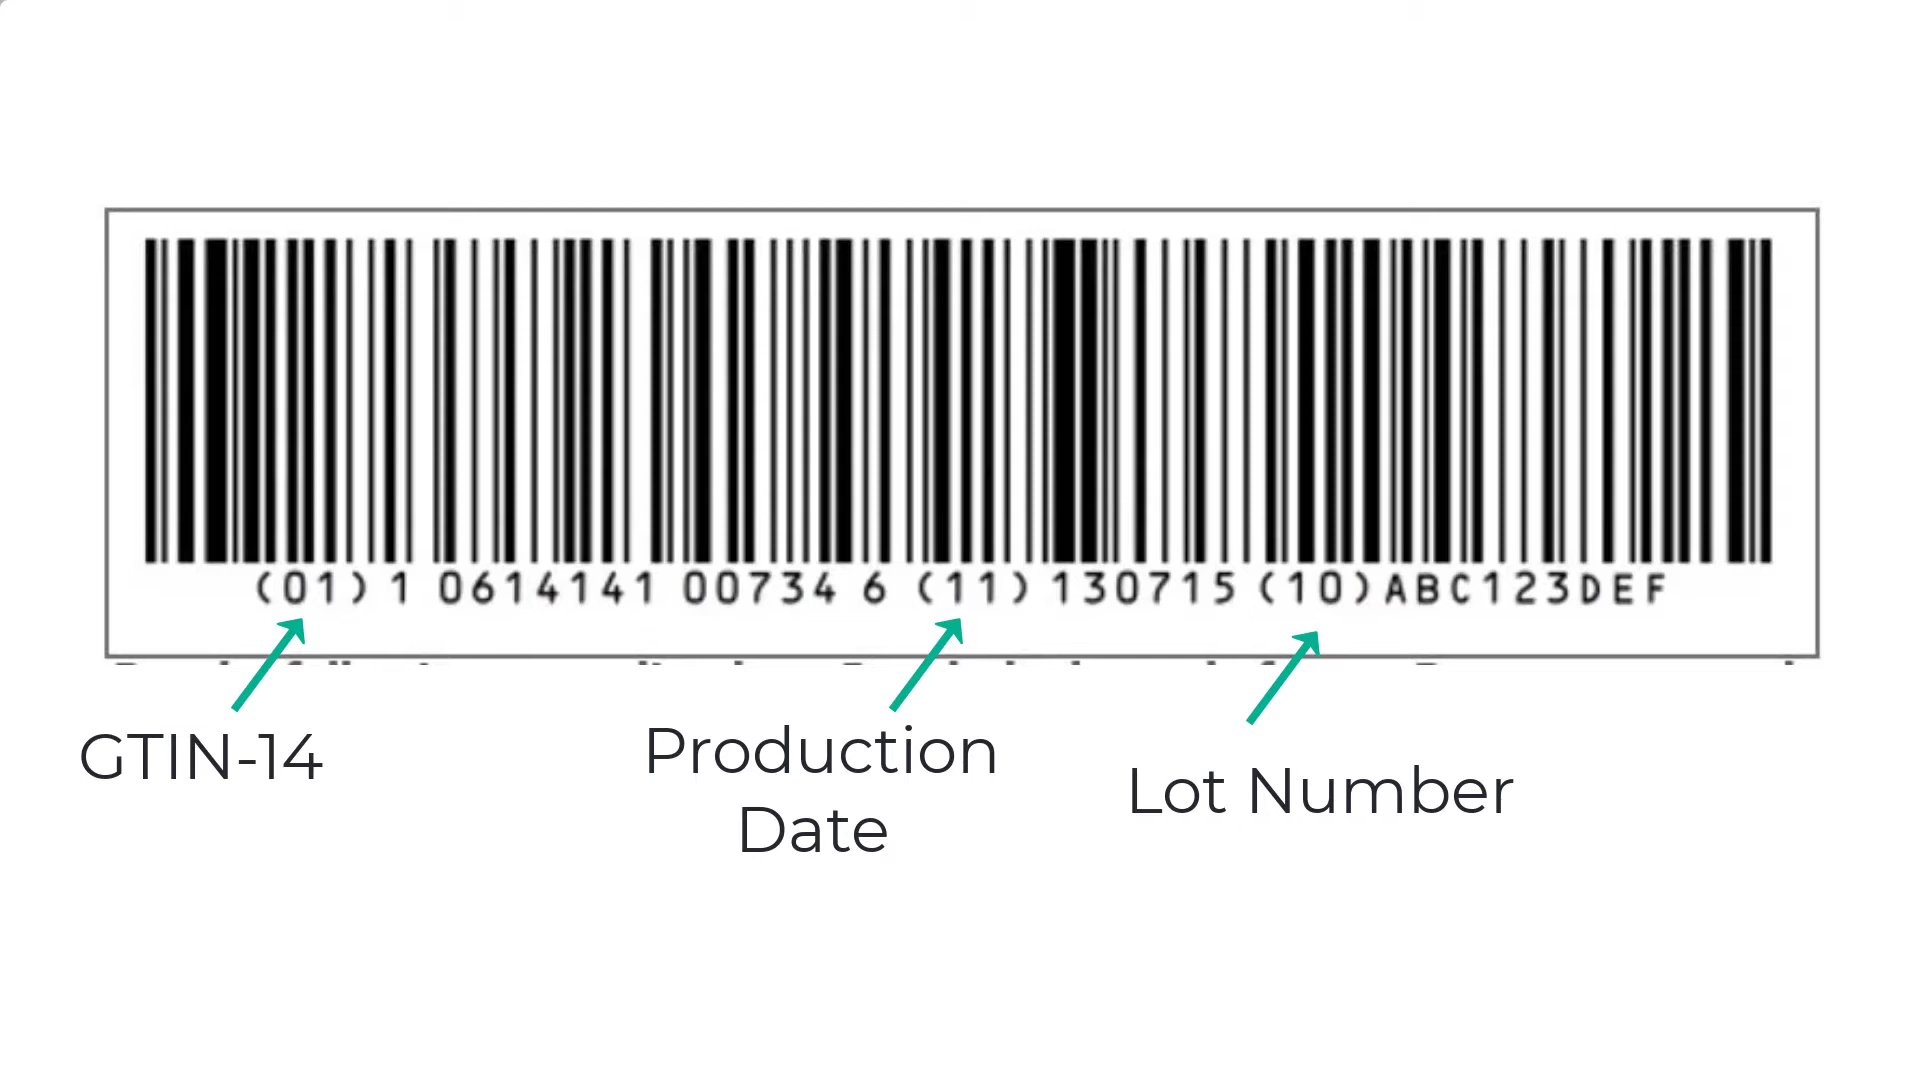 (01) 1 0614141 00734 6 (11) 130715 (10) ABC123DEF
GTIN-14
Production
Date
Lot Number